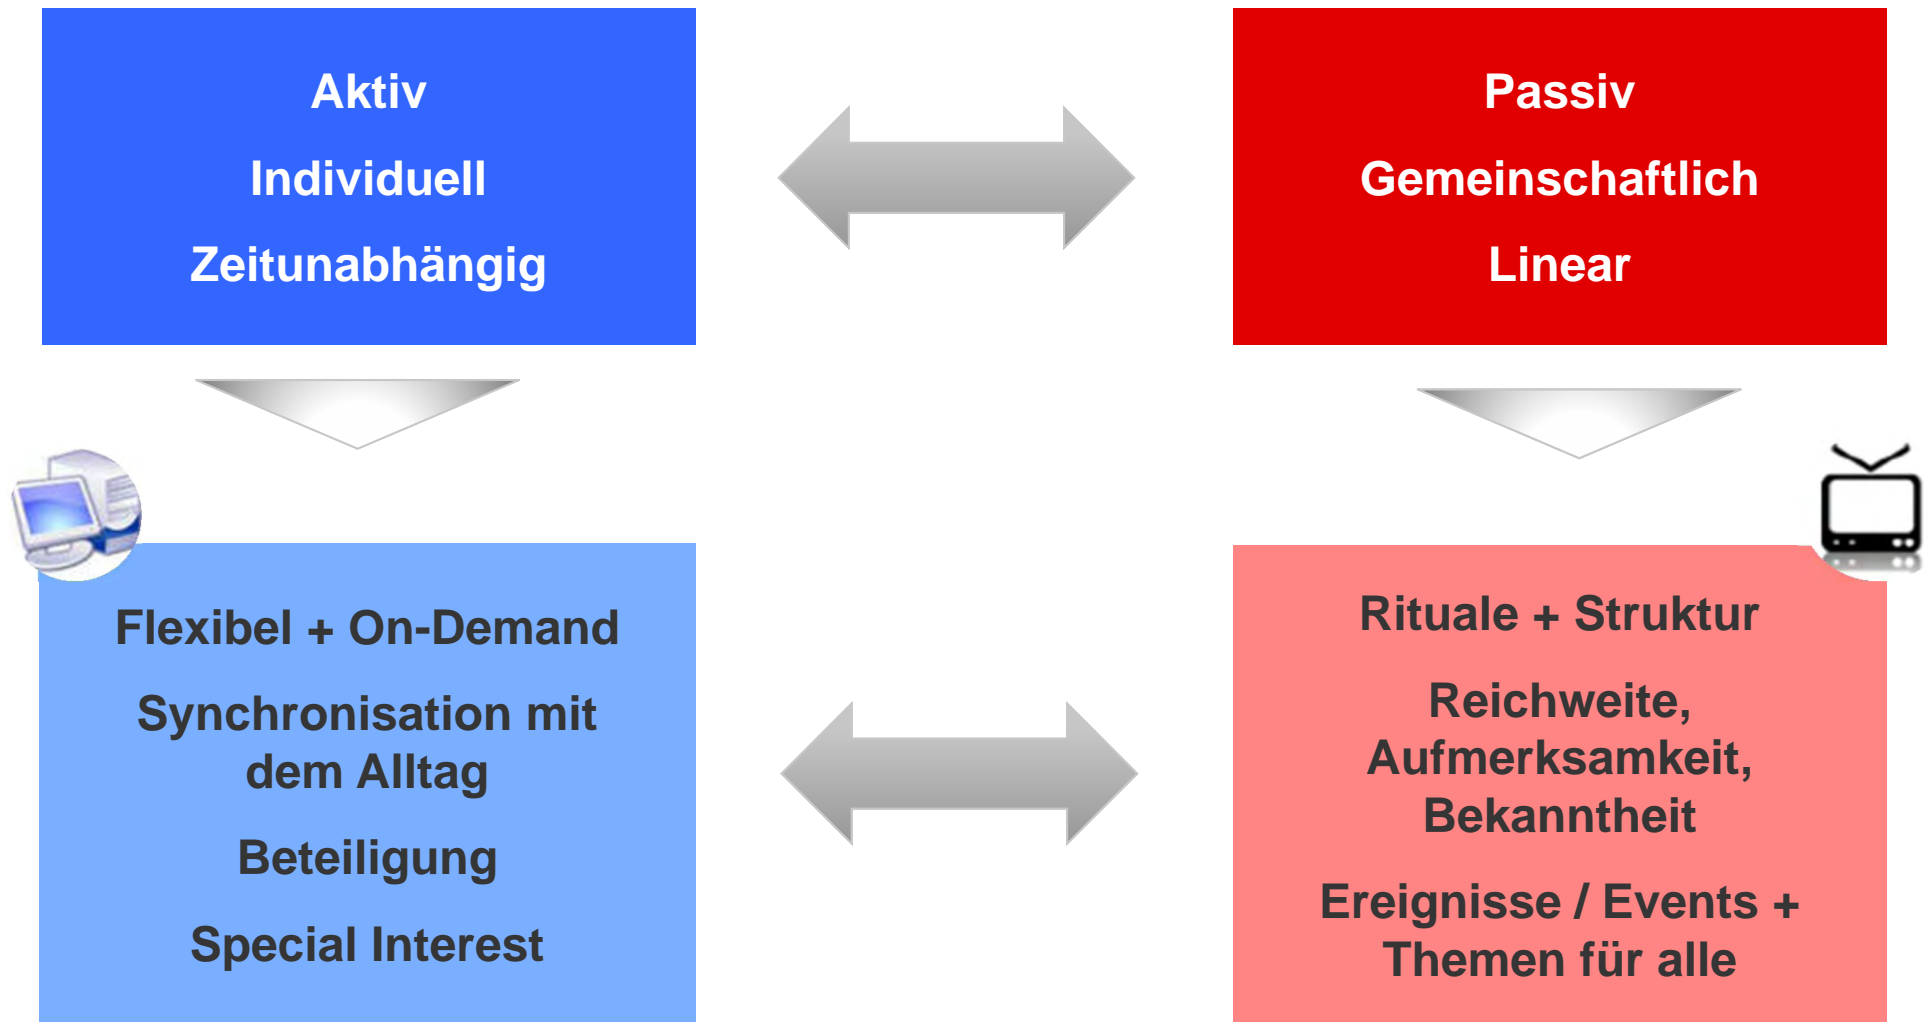 Aktiv
Individuell
Zeitunabhängig
Passiv
Gemeinschaftlich
Linear
Flexibel + On-Demand
Synchronisation mit
dem Alltag
Beteiligung
Special Interest
Rituale + Struktur
Reichweite,
Aufmerksamkeit,
Bekanntheit
Ereignisse / Events +
Themen für alle